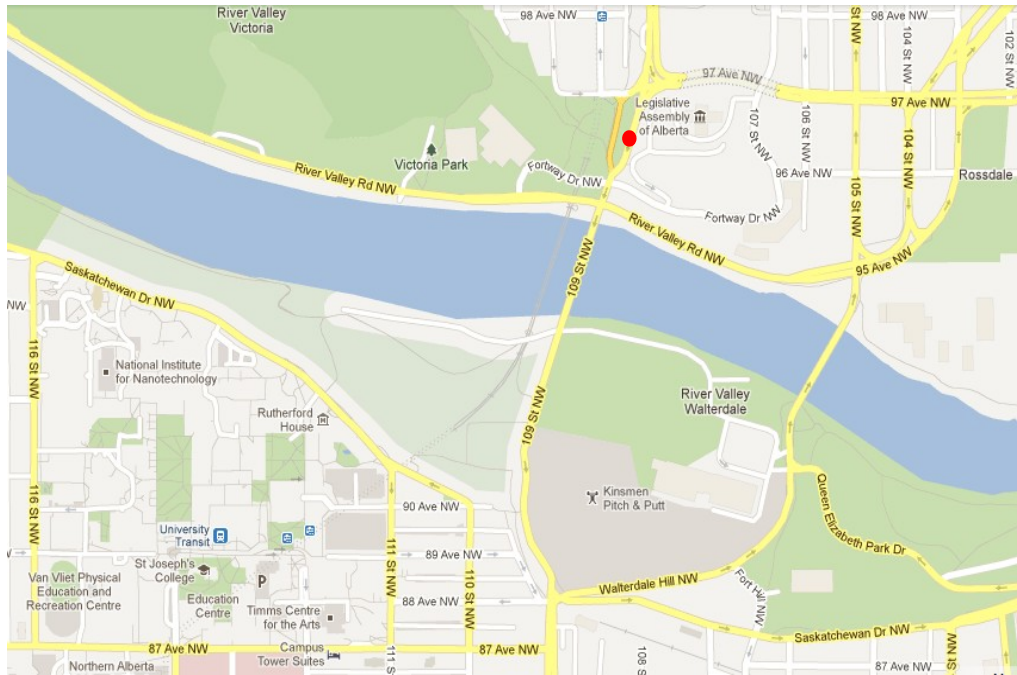 River Valley
Victoria
98 Ave NW
St NW
98 Ave NW
104 St NW
102 St NW
97 Ave NW
97 Ave NW
Legislative
Assembly
of Alberta
107 St NW
106 St NW
104 St NW
Victoria Park
Fortway Dr NW
96 Ave NW
Rossdale
River Valley Rd NW
Fortway Dr NW
105 St NW
River Valley Rd NW
109 St NW
95 Ave NW
Saskatchewan Dr NW
NW
116 St NW
National Institute
for Nanotechnology
River Valley
Walterdale
Rutherford
House
109 St NW
116 St NW
90 Ave NW
Kinsmen
Pitch & Putt
Queen Elizabeth Park Dr
University
Transit
111 St NW
89 Ave NW
St Joseph's
College
Van Vliet Physical
Education and
Recreation Centre
P
Education
Centre
110 St NW
Walterdale Hill NW
Fort Hill NW
88 Ave NW
Timms Centre
for the Arts
Saskatchewan Dr NW
87 Ave NW
Campus
Tower Suites
87 Ave NW
111 S
108 S
Northern Alberta
87 Ave NW
St NW